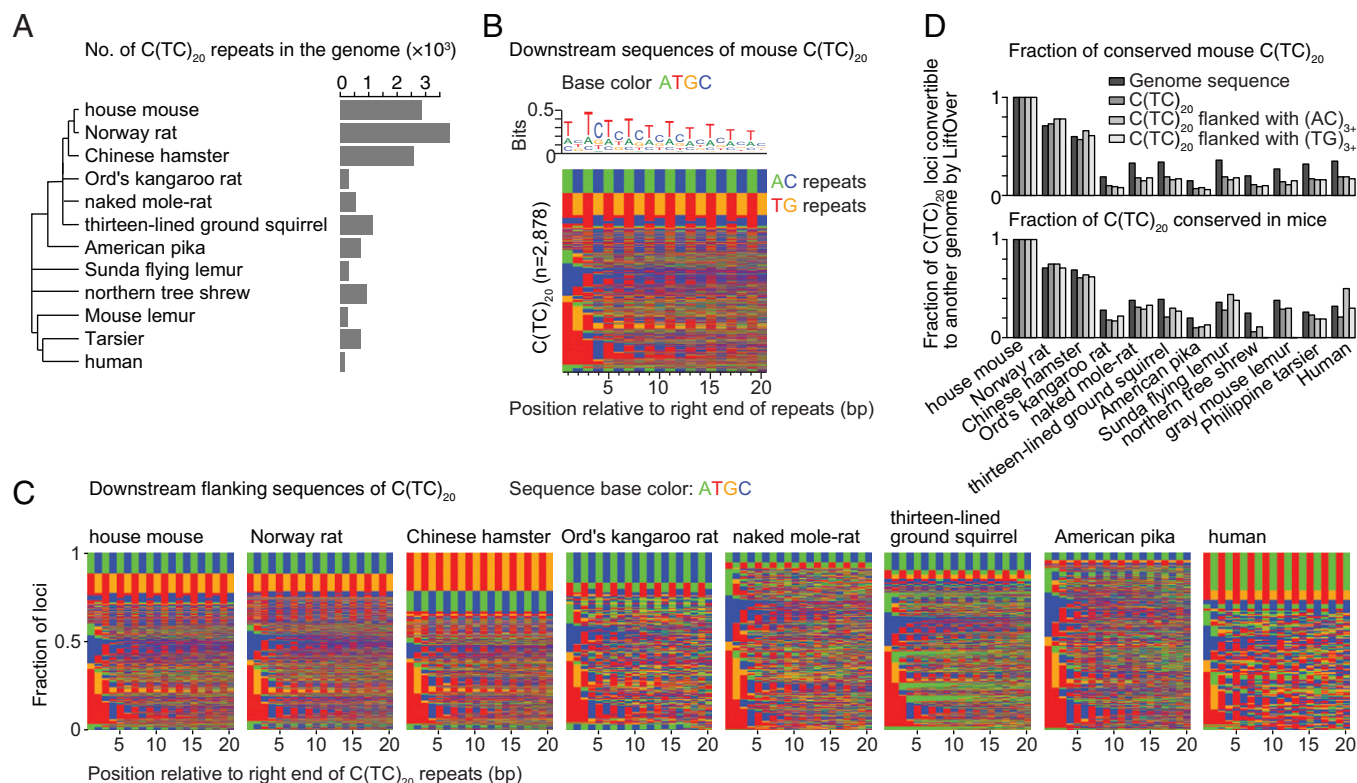 A
No. of C(TC)20 repeats in the genome (×10³)
0 1 2 3
house mouse
Norway rat
Chinese hamster
Ord's kangaroo rat
naked mole-rat
thirteen-lined ground squirrel
American pika
Sunda flying lemur
northern tree shrew
Mouse lemur
Tarsier
human
B
Downstream sequences of mouse C(TC)20
Base color ATGC
0.5
0
Bits
AC repeats
TG repeats
C(TC)20 (n=2,878)
5 10 15 20
Position relative to right end of repeats (bp)
D
Fraction of conserved mouse C(TC)20
Genome sequence
C(TC)20
C(TC)20 flanked with (AC)3+
C(TC)20 flanked with (TG)3+
1
0
Fraction of C(TC)20 conserved in mice
1
0
Fraction of C(TC)20 loci convertible
to another genome by LiftOver
house mouse
Norway rat
Chinese hamster
Ord's kangaroo rat
naked mole-rat
thirteen-lined ground squirrel
American pika
Sunda flying lemur
northern tree shrew
gray mouse lemur
Philippine tarsier
Human
C
Downstream flanking sequences of C(TC)20
Sequence base color: ATGC
house mouse
Norway rat
Chinese hamster
Ord's kangaroo rat
naked mole-rat
thirteen-lined
ground squirrel
American pika
human
1
0.5
0
Fraction of loci
5 10 15 20
5 10 15 20
5 10 15 20
5 10 15 20
5 10 15 20
5 10 15 20
5 10 15 20
5 10 15 20
Position relative to right end of C(TC)20 repeats (bp)